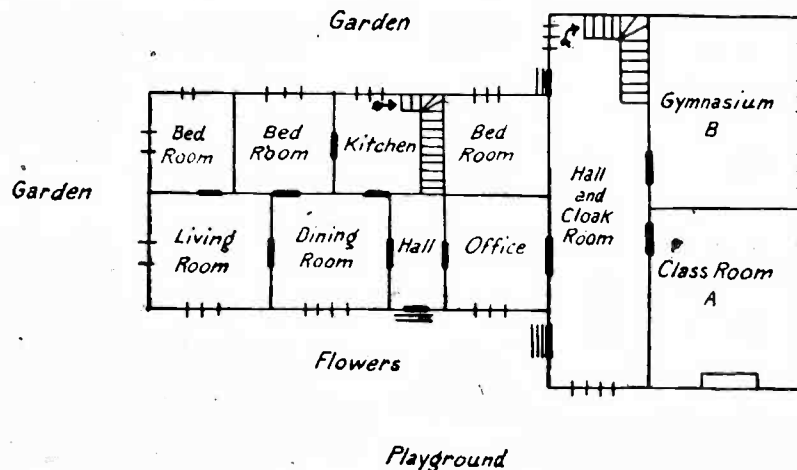 Garden
Gymnasium
B
Bed
Room
Bed
Room
Kitchen
Bed
Room
Garden
Hall
and
Cloak
Room
Living
Room
Dining
Room
Hall
Office
Class Room
A
Flowers
Playground